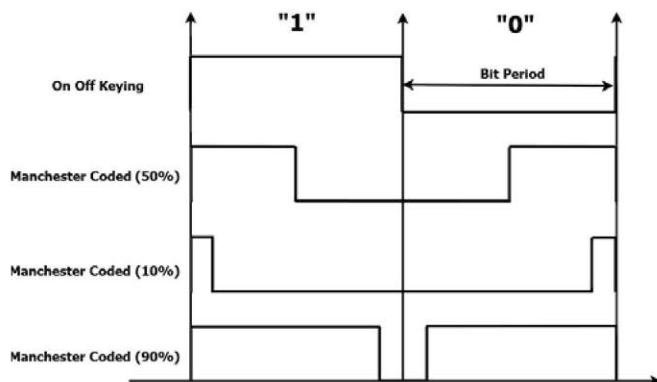 "1" "0"
On Off Keying
Bit Period
Manchester Coded (50%)
Manchester Coded (10%)
Manchester Coded (90%)